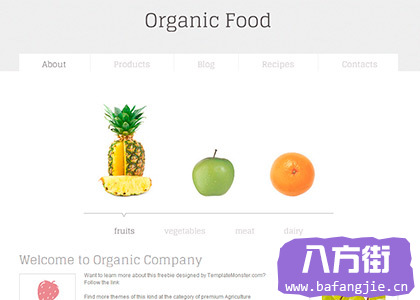 Organic Food
About Products Blog Recipes Contacts
fruits vegetables meat dairy
Welcome to Organic Company
Want to learn more about this freebie designed by TemplateMonster.com?
Follow the link
Find more themes of this kind at the category of premium Agriculture
八方街
www.bafangjie.cn